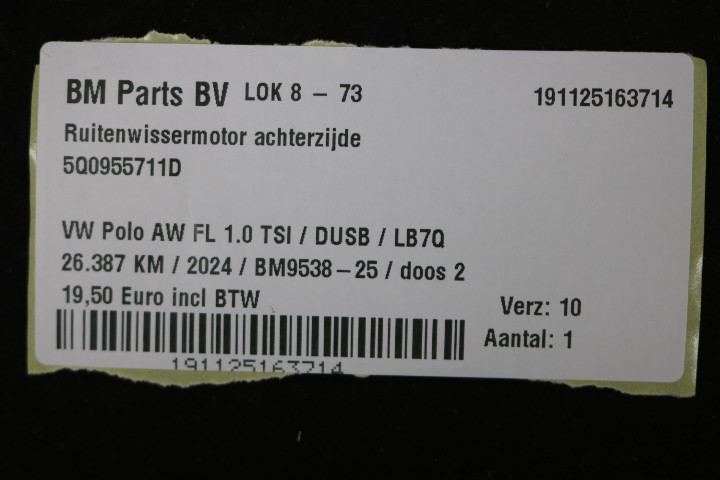 BM Parts BV LOK 8 - 73 191125163714
Ruitenwissermotor achterzijde
5Q0955711D
VW Polo AW FL 1.0 TSI / DUSB / LB7Q
26.387 KM / 2024 / BM9538-25 / doos 2
19,50 Euro incl BTW Verz: 10
Aantal: 1
191125163714